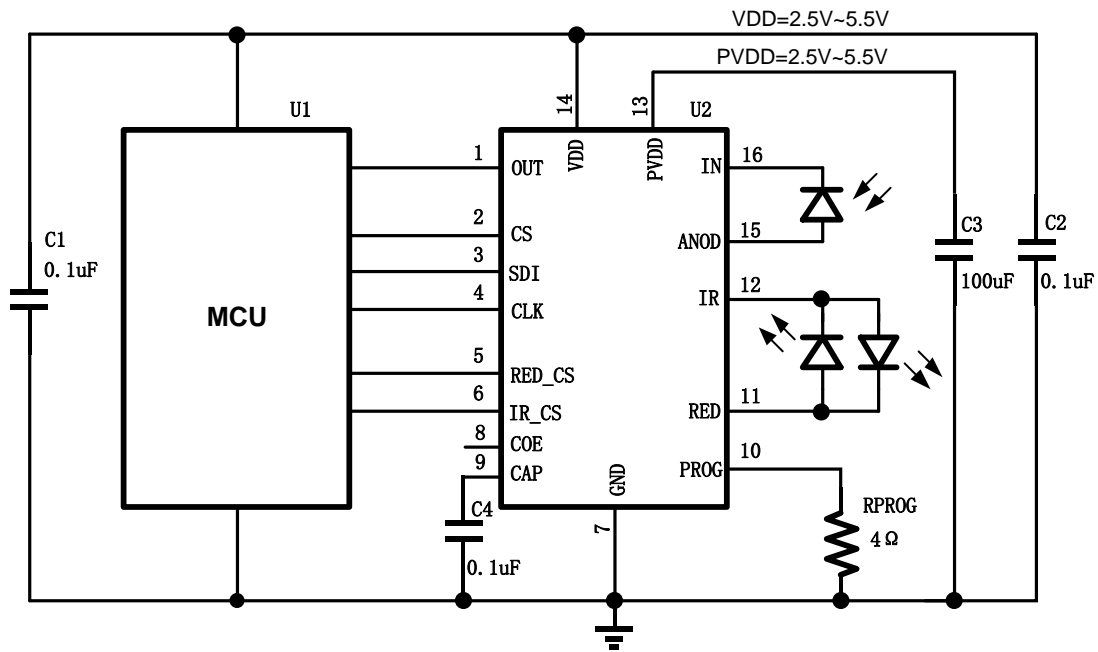 VDD=2.5V~5.5V
PVDD=2.5V~5.5V
U1
14
13
U2
VDD
PVDD
1
OUT
IN
16
2
CS
ANOD
15
C1
0.1uF
3
SDI
C3
100uF
C2
0.1uF
MCU
4
CLK
IR
12
5
RED_CS
6
IR_CS
RED
11
8
COE
9
CAP
PROG
10
C4
0.1uF
GND
7
RPROG
4Ω